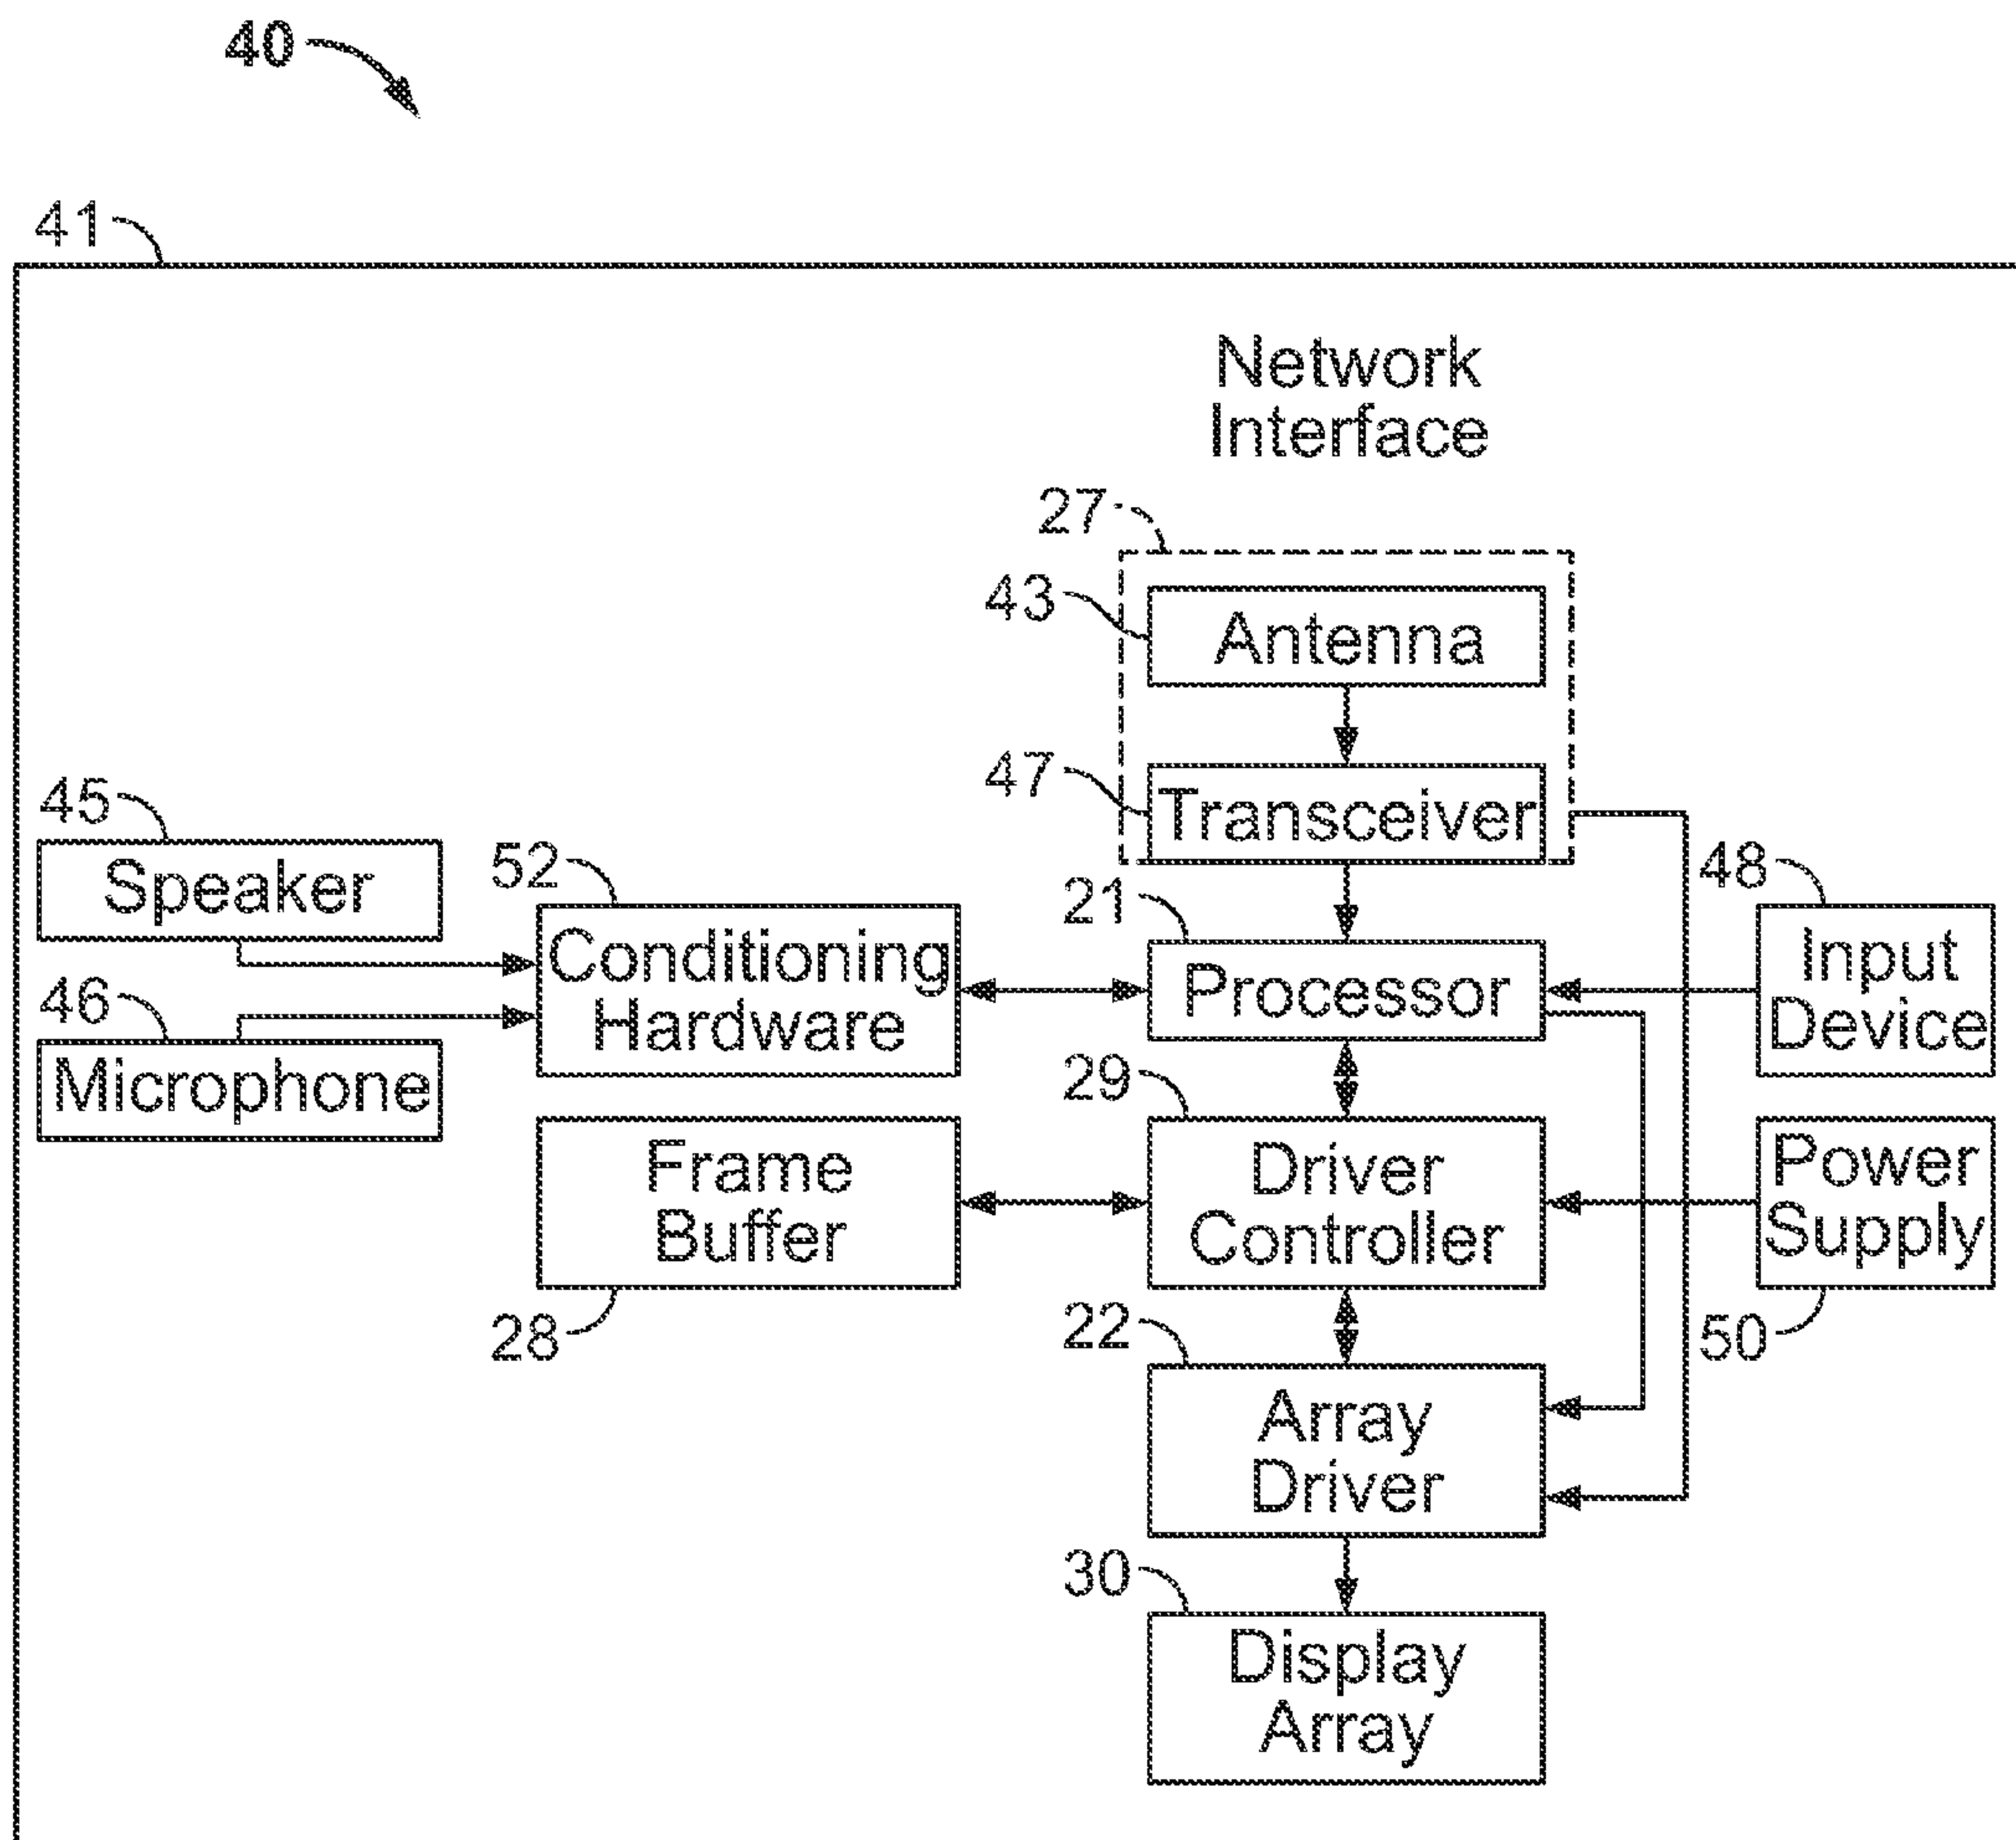 40
41
Network
Interface
27
43
Antenna
47
Transceiver
45
Speaker
52
Conditioning
Hardware
21
Processor
48
Input
Device
46
Microphone
29
Driver
Controller
Frame
Buffer
28
Power
Supply
50
22
Array
Driver
30
Display
Array